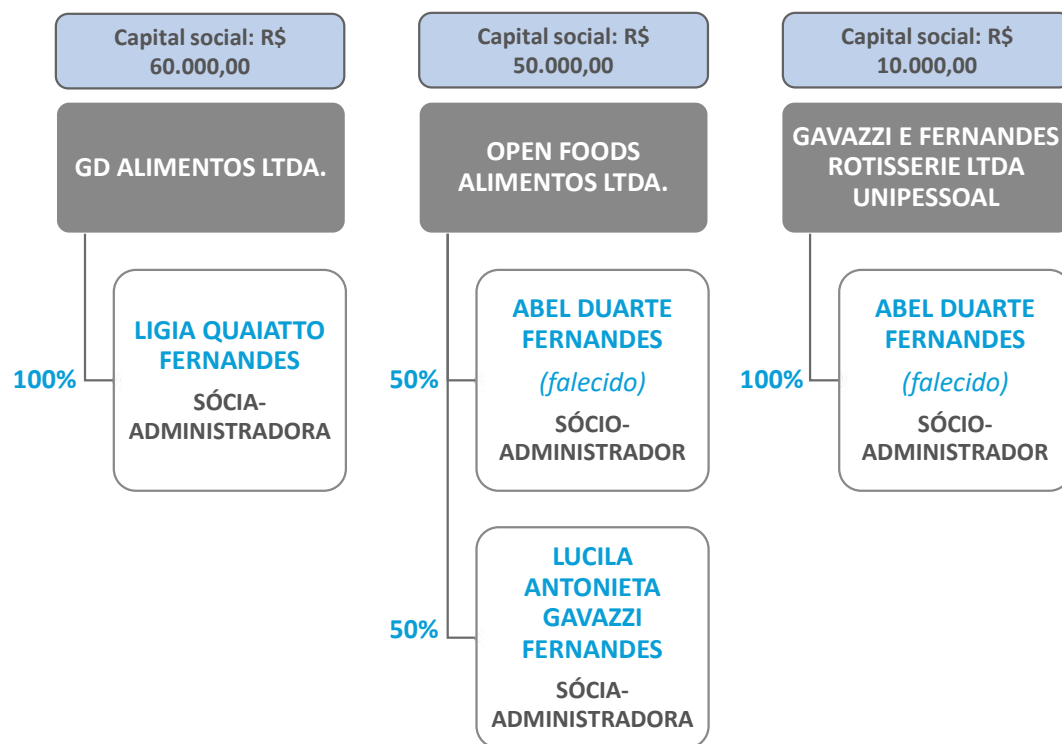 Capital social: R$
60.000,00
GD ALIMENTOS LTDA.
100%
LIGIA QUAIATTO
FERNANDES
SÓCIA-
ADMINISTRADORA
Capital social: R$
50.000,00
OPEN FOODS
ALIMENTOS LTDA.
50%
ABEL DUARTE
FERNANDES
(falecido)
SÓCIO-
ADMINISTRADOR
50%
LUCILA
ANTONIETA
GAVAZZI
FERNANDES
SÓCIA-
ADMINISTRADORA
Capital social: R$
10.000,00
GAVAZZI E FERNANDES
ROTISSERIE LTDA
UNIPESSOAL
100%
ABEL DUARTE
FERNANDES
(falecido)
SÓCIO-
ADMINISTRADOR